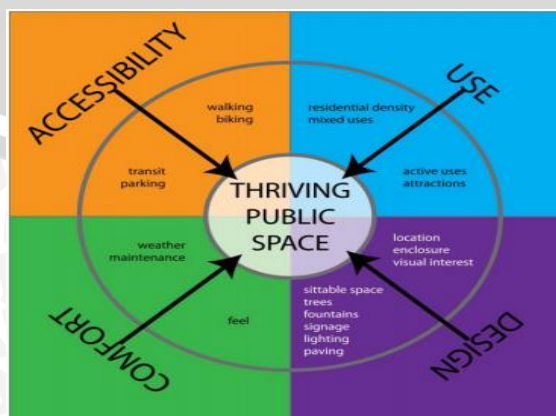 ACCESSIBILITY
walking
biking
transit
parking
USE
residential density
mixed uses
active uses
attractions
THRIVING
PUBLIC
SPACE
COMFORT
weather
maintenance
feel
DESIGN
location
enclosure
visual interest
sittable space
trees
fountains
signage
lighting
paving